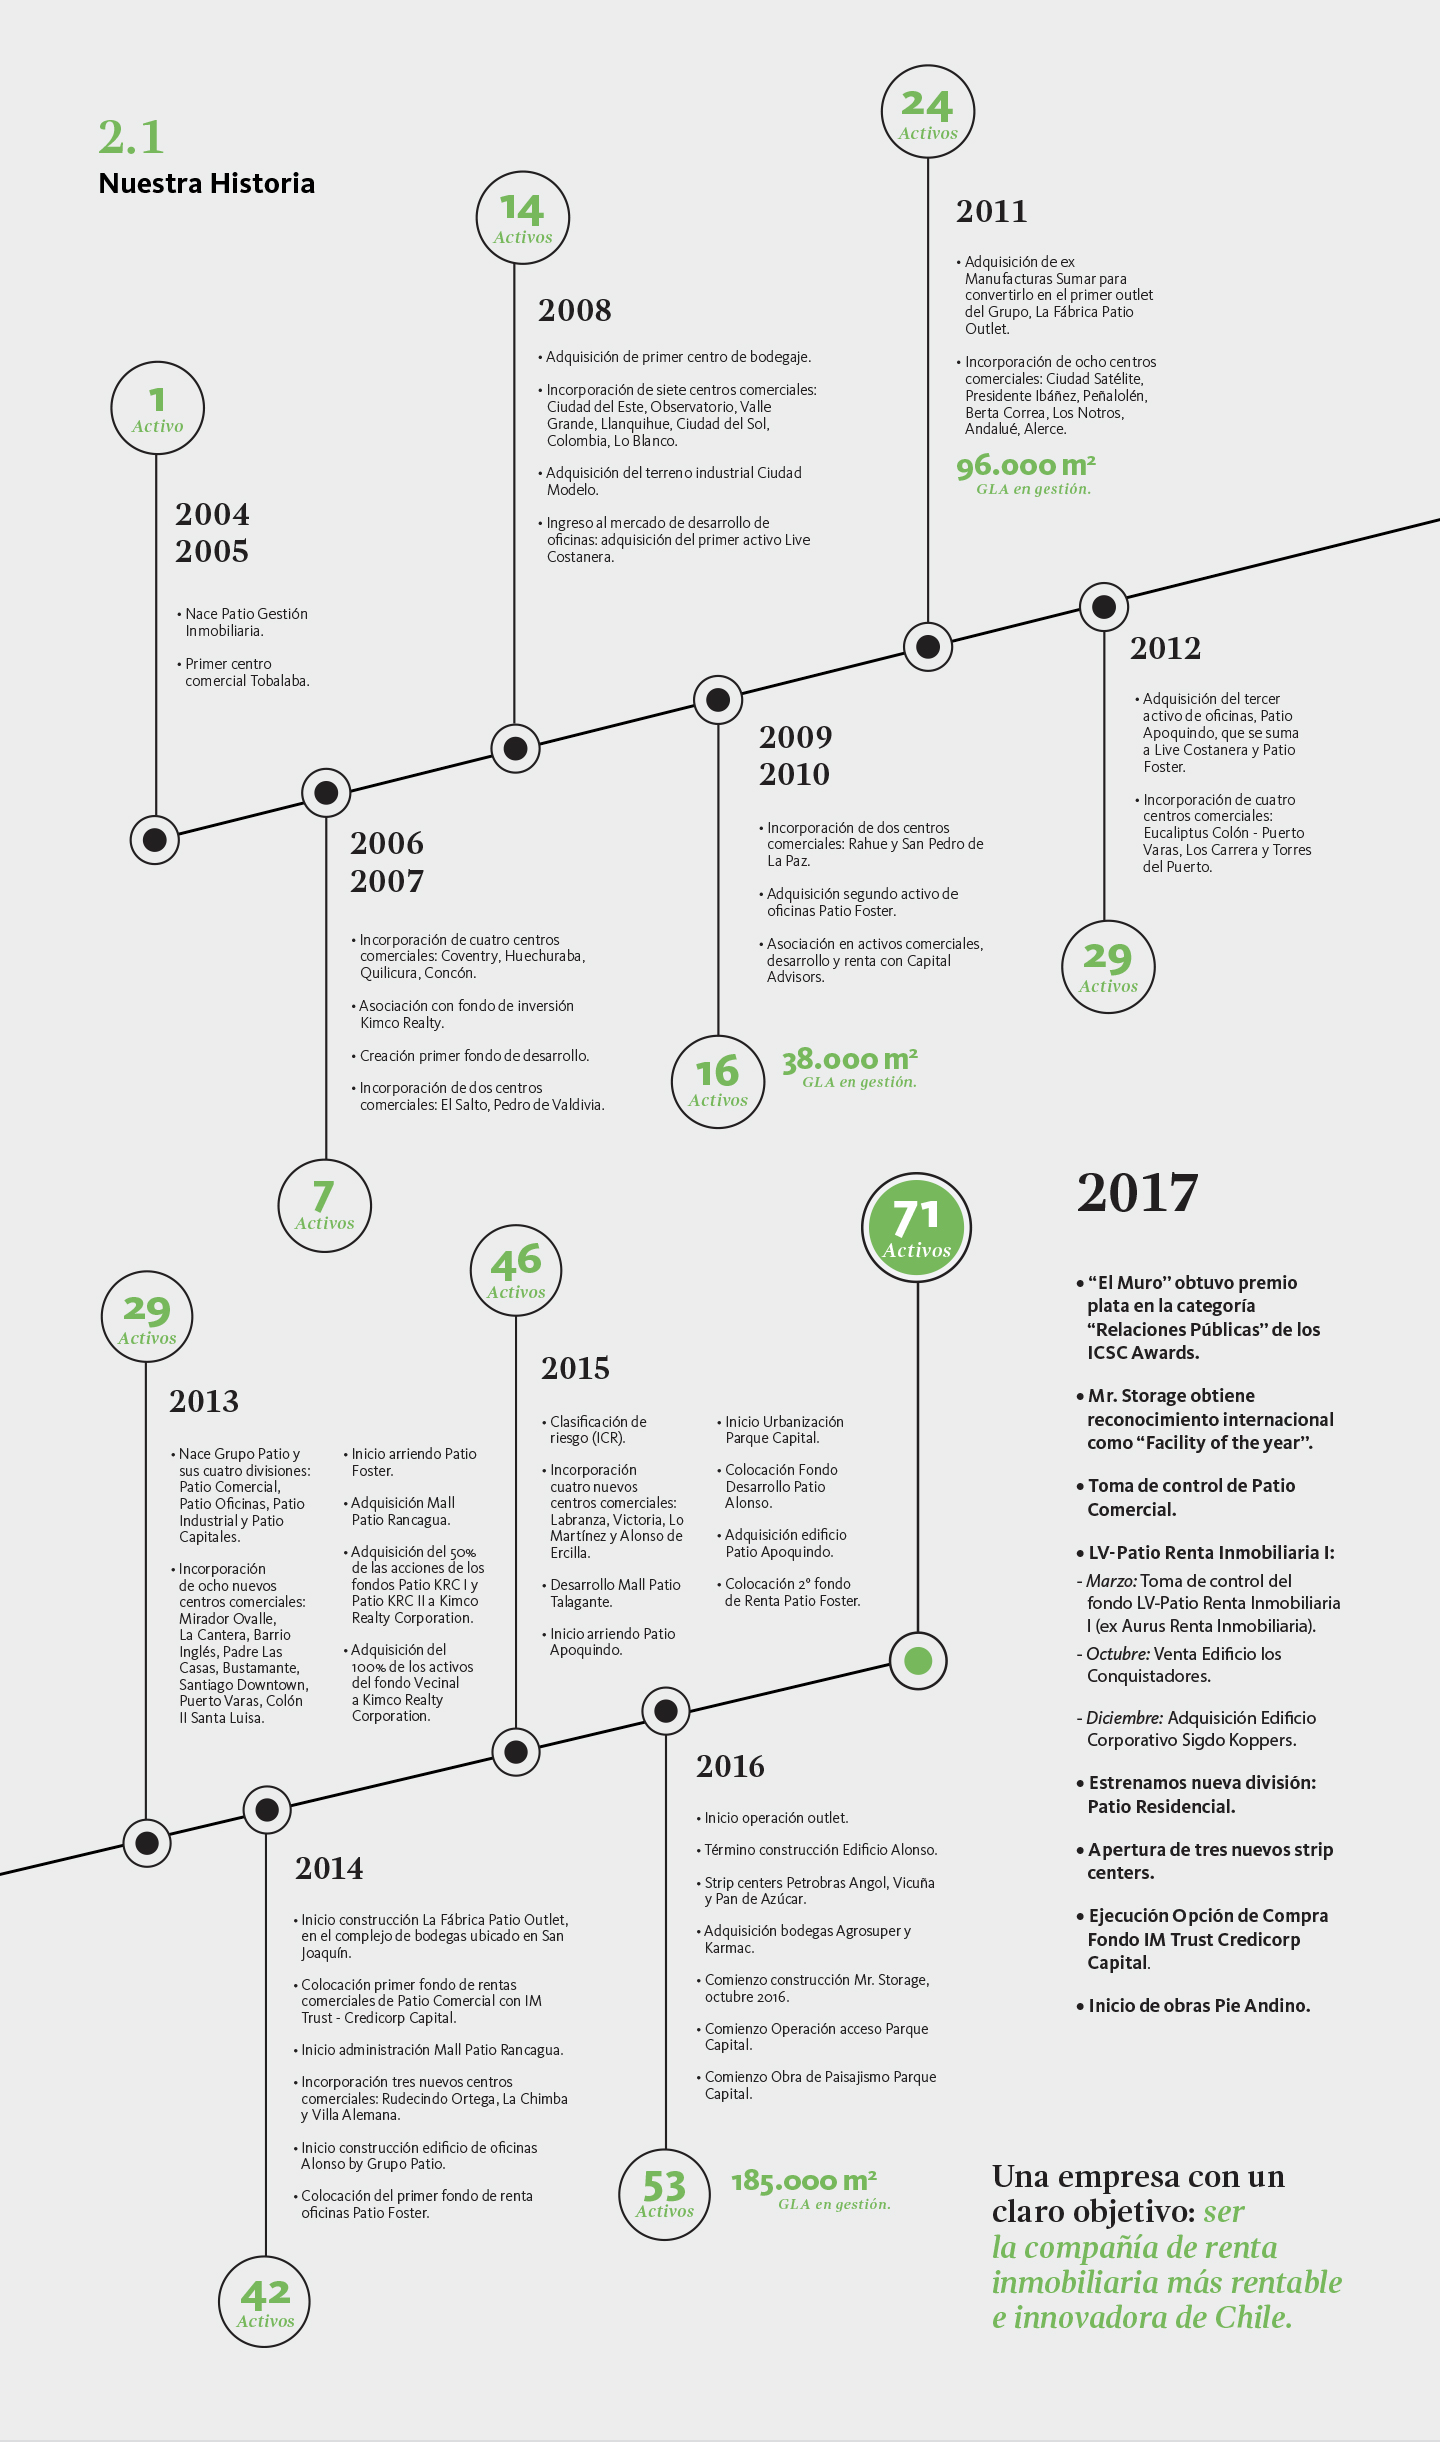 2.1
Nuestra Historia
1
Activo
2004
2005
• Nace Patio Gestión
Inmobiliaria.
• Primer centro
comercial Tobalaba.
2006
2007
• Incorporación de cuatro centros
comerciales: Coventry, Huechuraba,
Quilicura, Concón.
• Asociación con fondo de inversión
Kimco Realty.
• Creación primer fondo de desarrollo.
• Incorporación de dos centros
comerciales: El Salto, Pedro de Valdivia.
7
Activos
14
Activos
2008
• Adquisición de primer centro de bodegaje.
• Incorporación de siete centros comerciales:
Ciudad del Este, Observatorio, Valle
Grande, Llanquihue, Ciudad del Sol,
Colombia, Lo Blanco.
• Adquisición del terreno industrial Ciudad
Modelo.
• Ingreso al mercado de desarrollo de
oficinas: adquisición del primer activo Live
Costanera.
2009
2010
• Incorporación de dos centros
comerciales: Rahue y San Pedro de
La Paz.
• Adquisición segundo activo de
oficinas Patio Foster.
• Asociación en activos comerciales,
desarrollo y renta con Capital
Advisors.
16
Activos
38.000 m²
GLA en gestión.
24
Activos
2011
• Adquisición de ex
Manufacturas Sumar para
convertirlo en el primer outlet
del Grupo, La Fábrica Patio
Outlet.
• Incorporación de ocho centros
comerciales: Ciudad Satélite,
Presidente Ibáñez, Peñalolén,
Berta Correa, Los Notros,
Andalué, Alerce.
96.000 m²
GLA en gestión.
2012
• Adquisición del tercer
activo de oficinas, Patio
Apoquindo, que se suma
a Live Costanera y Patio
Foster.
• Incorporación de cuatro
centros comerciales:
Eucaliptus Colón - Puerto
Varas, Los Carrera y Torres
del Puerto.
29
Activos
29
Activos
2013
• Nace Grupo Patio y
sus cuatro divisiones:
Patio Comercial,
Patio Oficinas, Patio
Industrial y Patio
Capitales.
• Incorporación
de ocho nuevos
centros comerciales:
Mirador Ovalle,
La Cantera, Barrio
Inglés, Padre Las
Casas, Bustamante,
Santiago Downtown,
Puerto Varas, Colón
II Santa Luisa.
• Inicio arriendo Patio
Foster.
• Adquisición Mall
Patio Rancagua.
• Adquisición del 50%
de las acciones de los
fondos Patio KRC I y
Patio KRC II a Kimco
Realty Corporation.
• Adquisición del
100% de los activos
del fondo Vecinal
a Kimco Realty
Corporation.
2014
• Inicio construcción La Fábrica Patio Outlet,
en el complejo de bodegas ubicado en San
Joaquín.
• Colocación primer fondo de rentas
comerciales de Patio Comercial con IM
Trust - Credicorp Capital.
• Inicio administración Mall Patio Rancagua.
• Incorporación tres nuevos centros
comerciales: Rudecindo Ortega, La Chimba
y Villa Alemana.
• Inicio construcción edificio de oficinas
Alonso by Grupo Patio.
• Colocación del primer fondo de renta
oficinas Patio Foster.
42
Activos
46
Activos
2015
• Clasificación de
riesgo (ICR).
• Incorporación
cuatro nuevos
centros comerciales:
Labranza, Victoria, Lo
Martínez y Alonso de
Ercilla.
• Desarrollo Mall Patio
Talagante.
• Inicio arriendo Patio
Apoquindo.
• Inicio Urbanización
Parque Capital.
• Colocación Fondo
Desarrollo Patio
Alonso.
• Adquisición edificio
Patio Apoquindo.
• Colocación 2° fondo
de Renta Patio Foster.
2016
• Inicio operación outlet.
• Término construcción Edificio Alonso.
• Strip centers Petrobras Angol, Vicuña
y Pan de Azúcar.
• Adquisición bodegas Agrosuper y
Karmac.
• Comienzo construcción Mr. Storage,
octubre 2016.
• Comienzo Operación acceso Parque
Capital.
• Comienzo Obra de Paisajismo Parque
Capital.
53
Activos
185.000 m²
GLA en gestión.
71
Activos
2017
• “El Muro” obtuvo premio
plata en la categoría
“Relaciones Públicas” de los
ICSC Awards.
• Mr. Storage obtiene
reconocimiento internacional
como “Facility of the year”.
• Toma de control de Patio
Comercial.
• LV-Patio Renta Inmobiliaria I:
- Marzo: Toma de control del
fondo LV-Patio Renta Inmobiliaria
I (ex Aurus Renta Inmobiliaria).
- Octubre: Venta Edificio los
Conquistadores.
- Diciembre: Adquisición Edificio
Corporativo Sigdo Koppers.
• Estrenamos nueva división:
Patio Residencial.
• Apertura de tres nuevos strip
centers.
• Ejecución Opción de Compra
Fondo IM Trust Credicorp
Capital.
• Inicio de obras Pie Andino.
Una empresa con un
claro objetivo: ser
la compañía de renta
inmobiliaria más rentable
e innovadora de Chile.